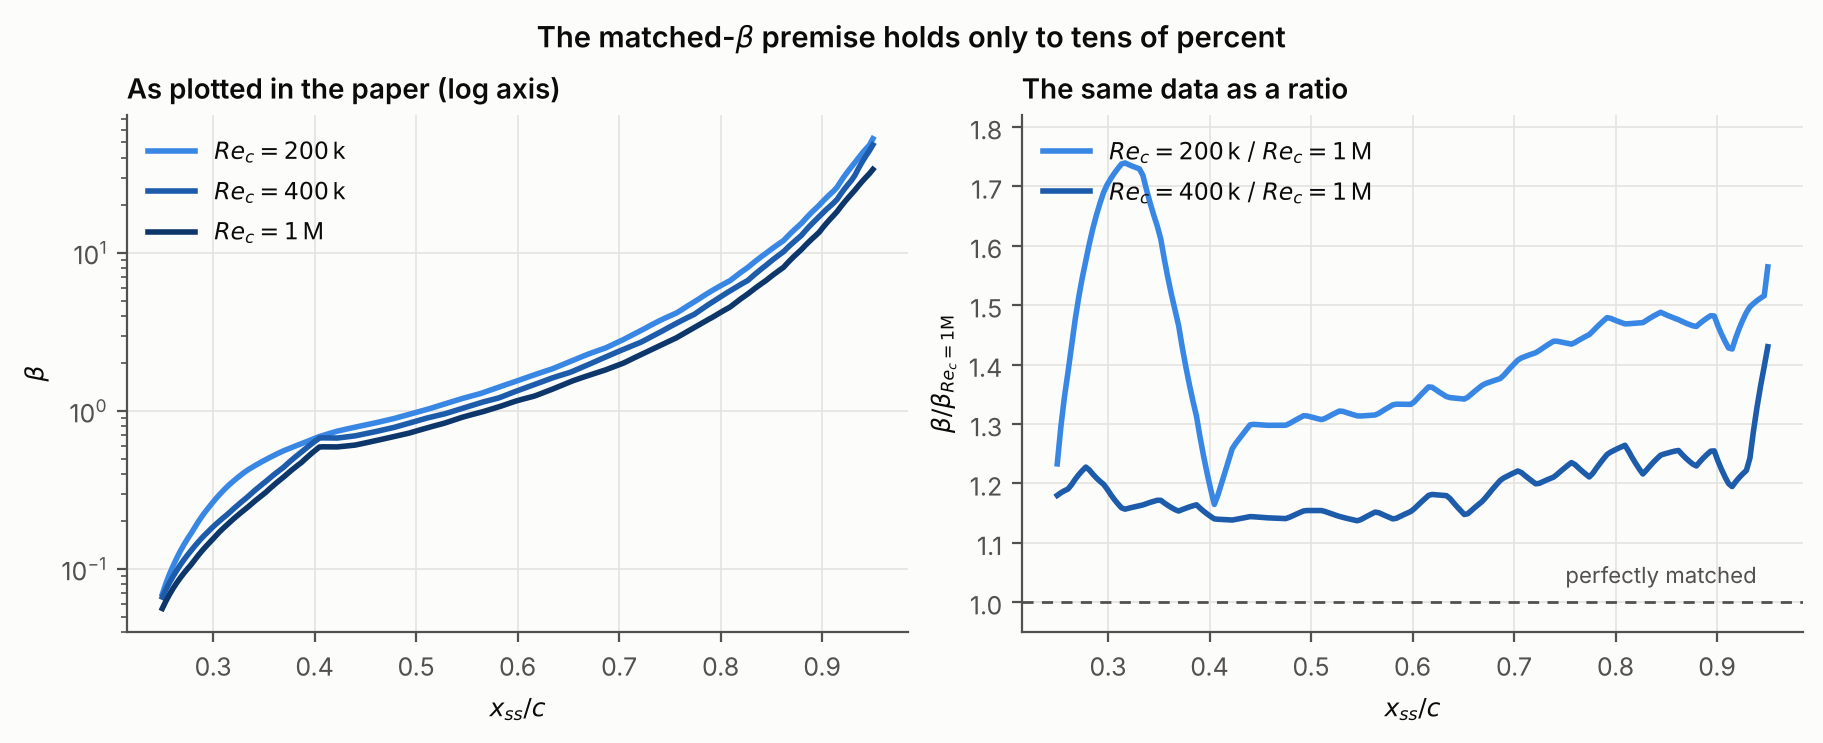 The matched-β premise holds only to tens of percent
As plotted in the paper (log axis)
Re_c = 200 k
Re_c = 400 k
Re_c = 1 M
10^1
10^0
10^−1
β
0.3 0.4 0.5 0.6 0.7 0.8 0.9
x_ss/c
The same data as a ratio
Re_c = 200 k / Re_c = 1 M
Re_c = 400 k / Re_c = 1 M
1.8
1.7
1.6
1.5
1.4
1.3
1.2
1.1
1.0
β/β_{Re_c = 1M}
perfectly matched
0.3 0.4 0.5 0.6 0.7 0.8 0.9
x_ss/c